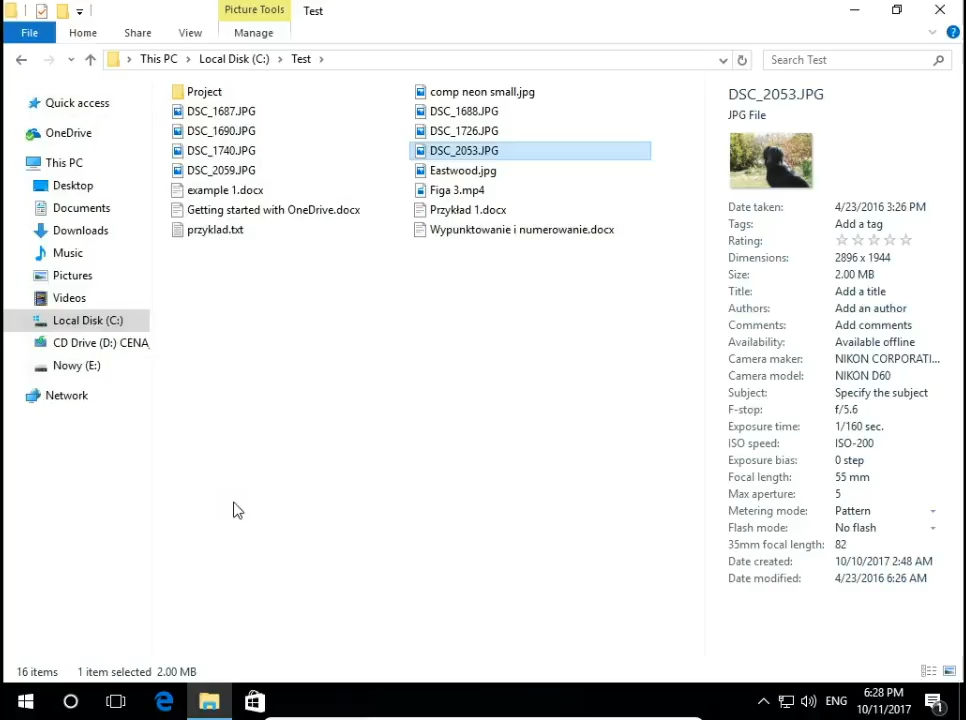 Picture Tools
Test
File
Home
Share
View
Manage
This PC
Local Disk (C:)
Test
Search Test
Quick access
OneDrive
This PC
Desktop
Documents
Downloads
Music
Pictures
Videos
Local Disk (C:)
CD Drive (D:) CENA_
Nowy (E:)
Network
Project
DSC_1687.JPG
DSC_1690.JPG
DSC_1740.JPG
DSC_2059.JPG
example 1.docx
Getting started with OneDrive.docx
przyklad.txt
comp neon small.jpg
DSC_1688.JPG
DSC_1726.JPG
DSC_2053.JPG
Eastwood.jpg
Figa 3.mp4
Przykład 1.docx
Wypunktowanie i numerowanie.docx
DSC_2053.JPG
JPG File
Date taken: 4/23/2016 3:26 PM
Tags: Add a tag
Rating:
Dimensions: 2896 x 1944
Size: 2.00 MB
Title: Add a title
Authors: Add an author
Comments: Add comments
Availability: Available offline
Camera maker: NIKON CORPORATI...
Camera model: NIKON D60
Subject: Specify the subject
F-stop: f/5.6
Exposure time: 1/160 sec.
ISO speed: ISO-200
Exposure bias: 0 step
Focal length: 55 mm
Max aperture: 5
Metering mode: Pattern
Flash mode: No flash
35mm focal length: 82
Date created: 10/10/2017 2:48 AM
Date modified: 4/23/2016 6:26 AM
16 items 1 item selected 2.00 MB
ENG
6:28 PM
10/11/2017
1